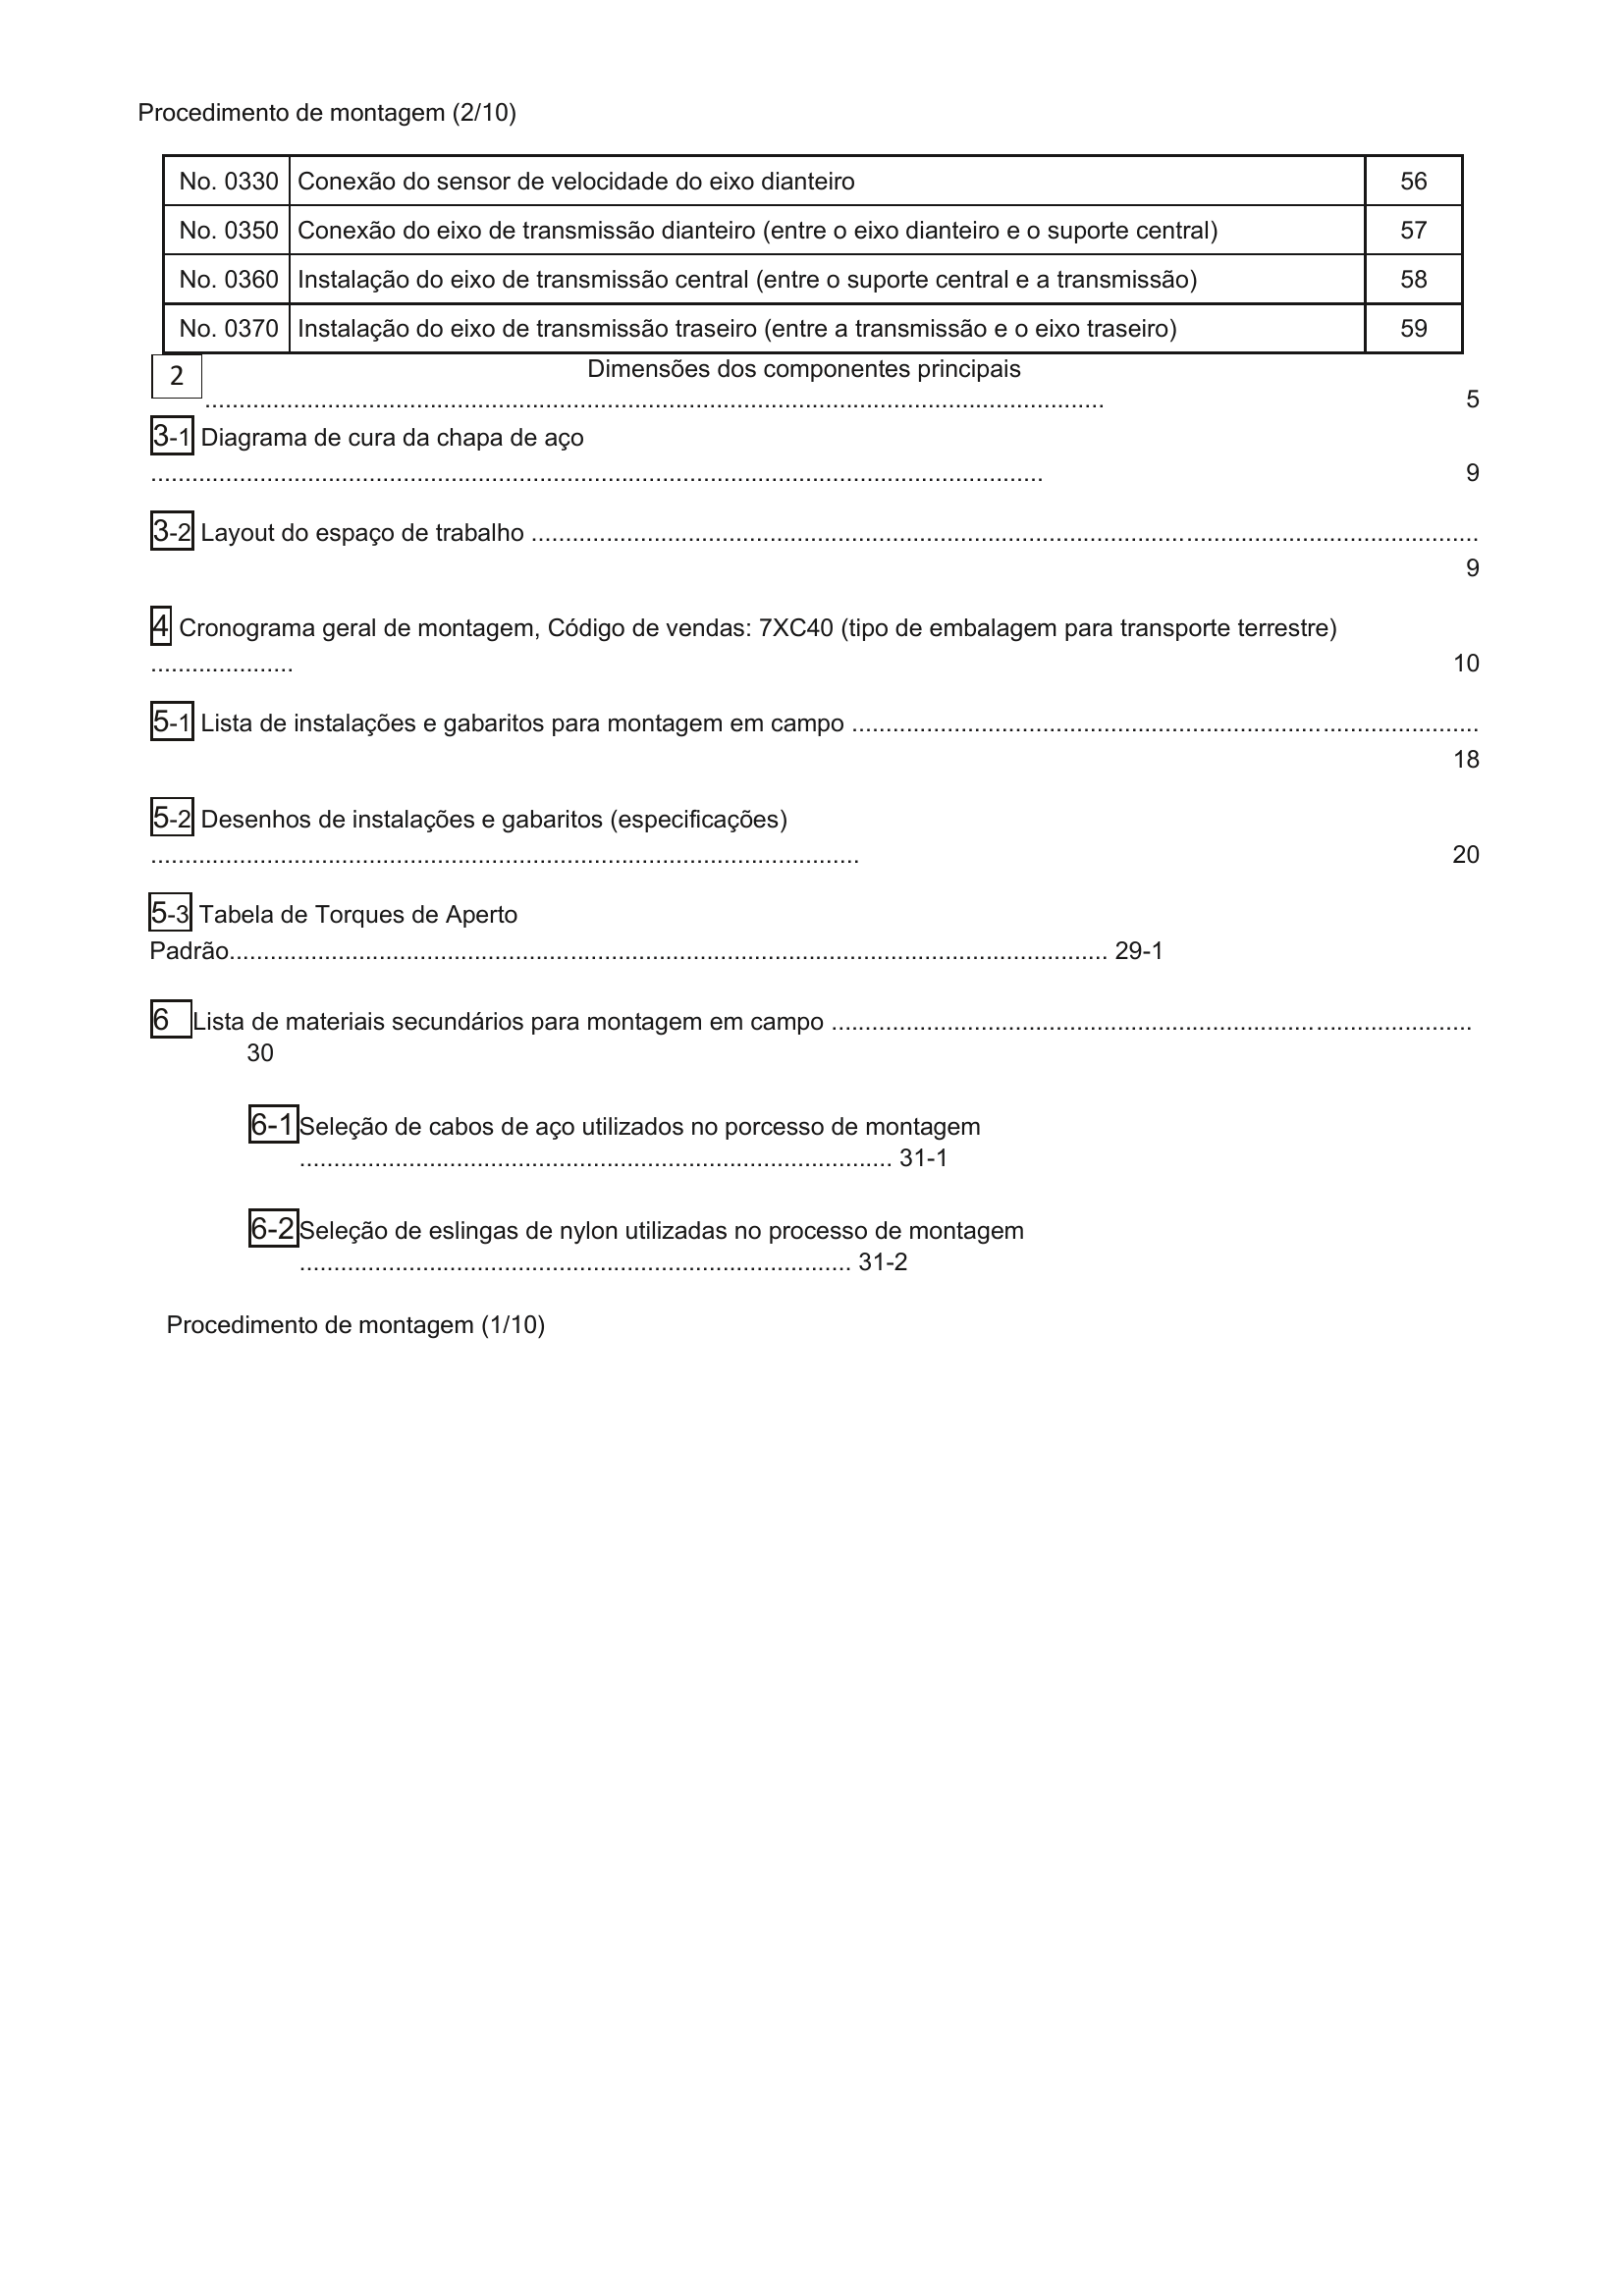 Procedimento de montagem (2/10)
No. 0330 Conexão do sensor de velocidade do eixo dianteiro 56
No. 0350 Conexão do eixo de transmissão dianteiro (entre o eixo dianteiro e o suporte central) 57
No. 0360 Instalação do eixo de transmissão central (entre o suporte central e a transmissão) 58
No. 0370 Instalação do eixo de transmissão traseiro (entre a transmissão e o eixo traseiro) 59
2 Dimensões dos componentes principais
.................................................................................................................................... 5
3-1 Diagrama de cura da chapa de aço
................................................................................................................................... 9
3-2 Layout do espaço de trabalho ...........................................................................................................................................
9
4 Cronograma geral de montagem, Código de vendas: 7XC40 (tipo de embalagem para transporte terrestre)
..................... 10
5-1 Lista de instalações e gabaritos para montagem em campo ............................................................................................
18
5-2 Desenhos de instalações e gabaritos (especificações)
........................................................................................................ 20
5-3 Tabela de Torques de Aperto
Padrão................................................................................................................................. 29-1
6 Lista de materiais secundários para montagem em campo ..............................................................................................
30
6-1 Seleção de cabos de aço utilizados no porcesso de montagem
....................................................................................... 31-1
6-2 Seleção de eslingas de nylon utilizadas no processo de montagem
................................................................................. 31-2
Procedimento de montagem (1/10)